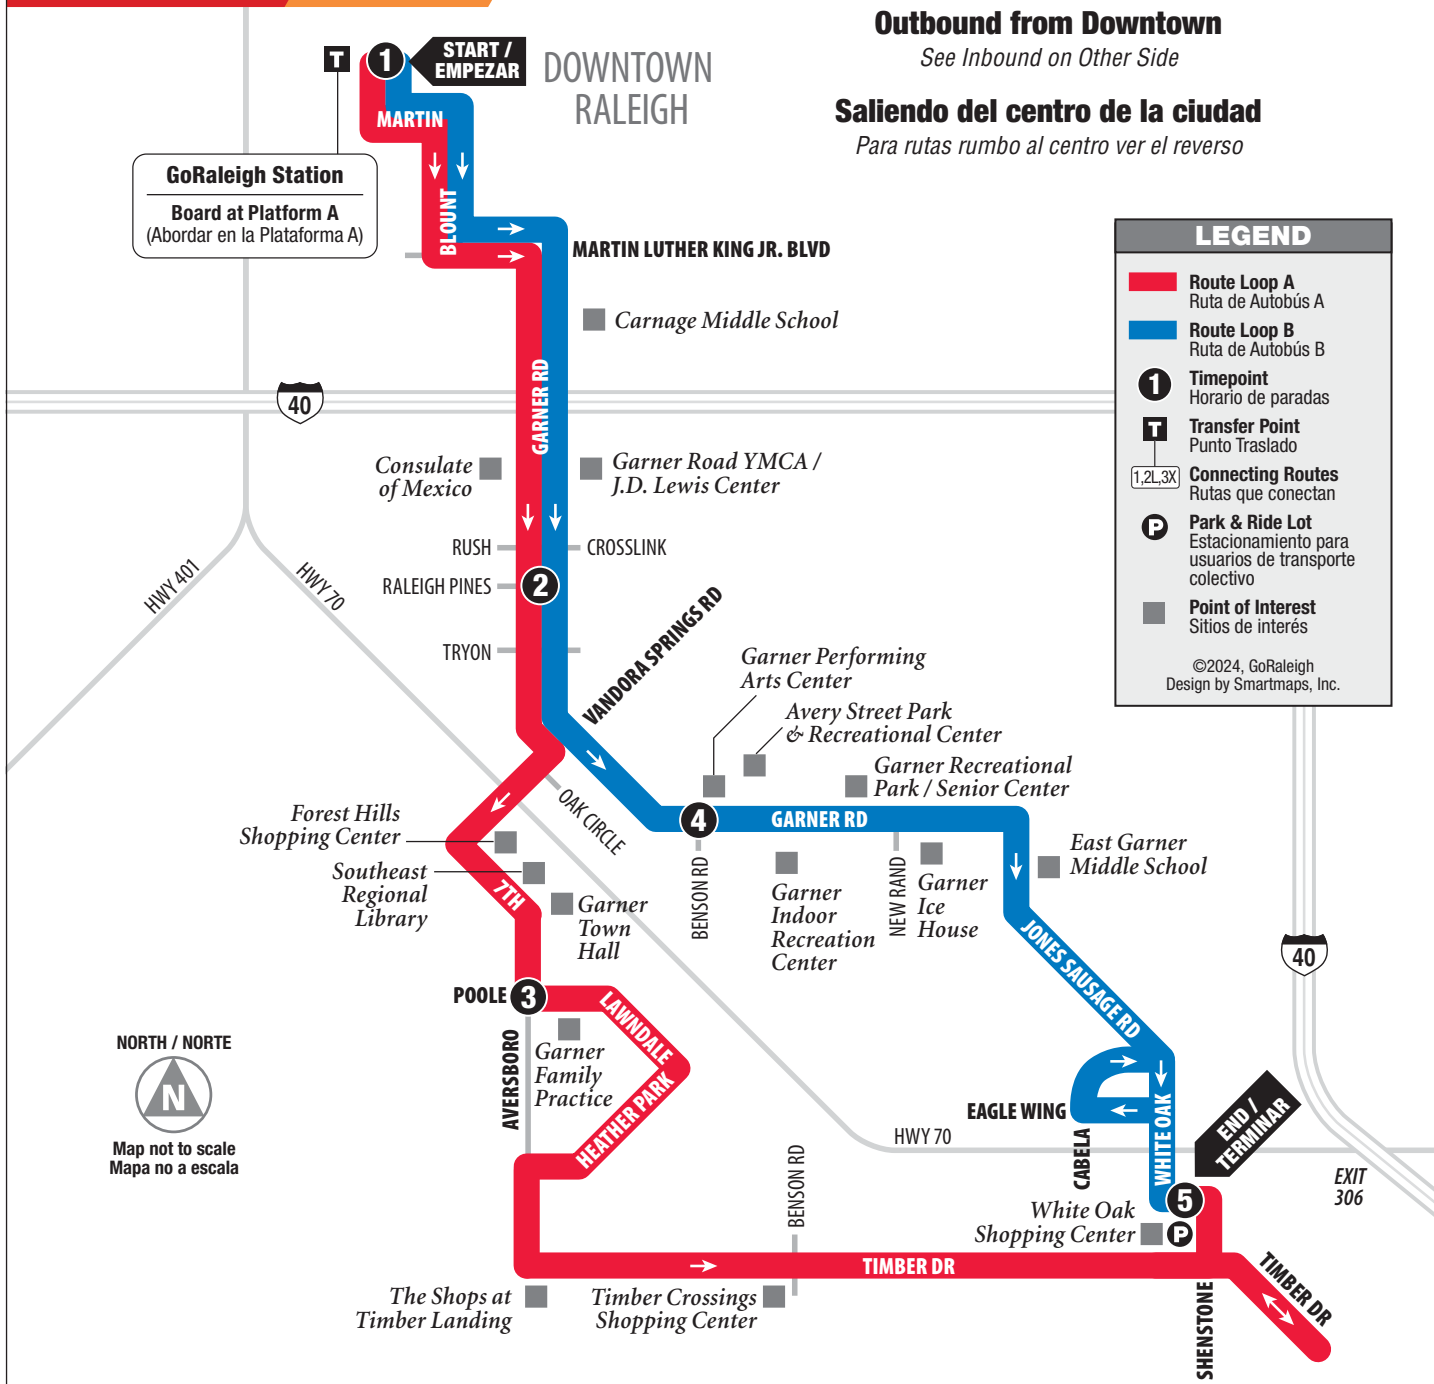 Outbound from Downtown
See Inbound on Other Side
Saliendo del centro de la ciudad
Para rutas rumbo al centro ver el reverso
T
1
START /
EMPEZAR
DOWNTOWN
RALEIGH
MARTIN
GoRaleigh Station
Board at Platform A
(Abordar en la Plataforma A)
BLOUNT
MARTIN LUTHER KING JR. BLVD
Carnage Middle School
GARNER RD
40
Consulate
of Mexico
Garner Road YMCA /
J.D. Lewis Center
RUSH
CROSSLINK
RALEIGH PINES
2
TRYON
HWY 401
HWY 70
VANDORA SPRINGS RD
Garner Performing
Arts Center
Avery Street Park
& Recreational Center
Garner Recreational
Park / Senior Center
OAK CIRCLE
4
GARNER RD
Forest Hills
Shopping Center
Southeast
Regional
Library
7TH
Garner
Town
Hall
BENSON RD
Garner
Indoor
Recreation
Center
NEW RAND
Garner
Ice
House
East Garner
Middle School
JONES SAUSAGE RD
40
POOLE
3
LAWNDALE
AVERSBORO
Garner
Family
Practice
HEATHER PARK
NORTH / NORTE
N
Map not to scale
Mapa no a escala
EAGLE WING
CABELA
WHITE OAK
HWY 70
END /
TERMINAR
EXIT
306
5
White Oak
Shopping Center
P
BENSON RD
TIMBER DR
TIMBER DR
SHENSTONE
The Shops at
Timber Landing
Timber Crossings
Shopping Center
LEGEND
Route Loop A
Ruta de Autobús A
Route Loop B
Ruta de Autobús B
1
Timepoint
Horario de paradas
T
Transfer Point
Punto Traslado
1,2L,3X
Connecting Routes
Rutas que conectan
P
Park & Ride Lot
Estacionamiento para
usuarios de transporte
colectivo
Point of Interest
Sitios de interés
©2024, GoRaleigh
Design by Smartmaps, Inc.